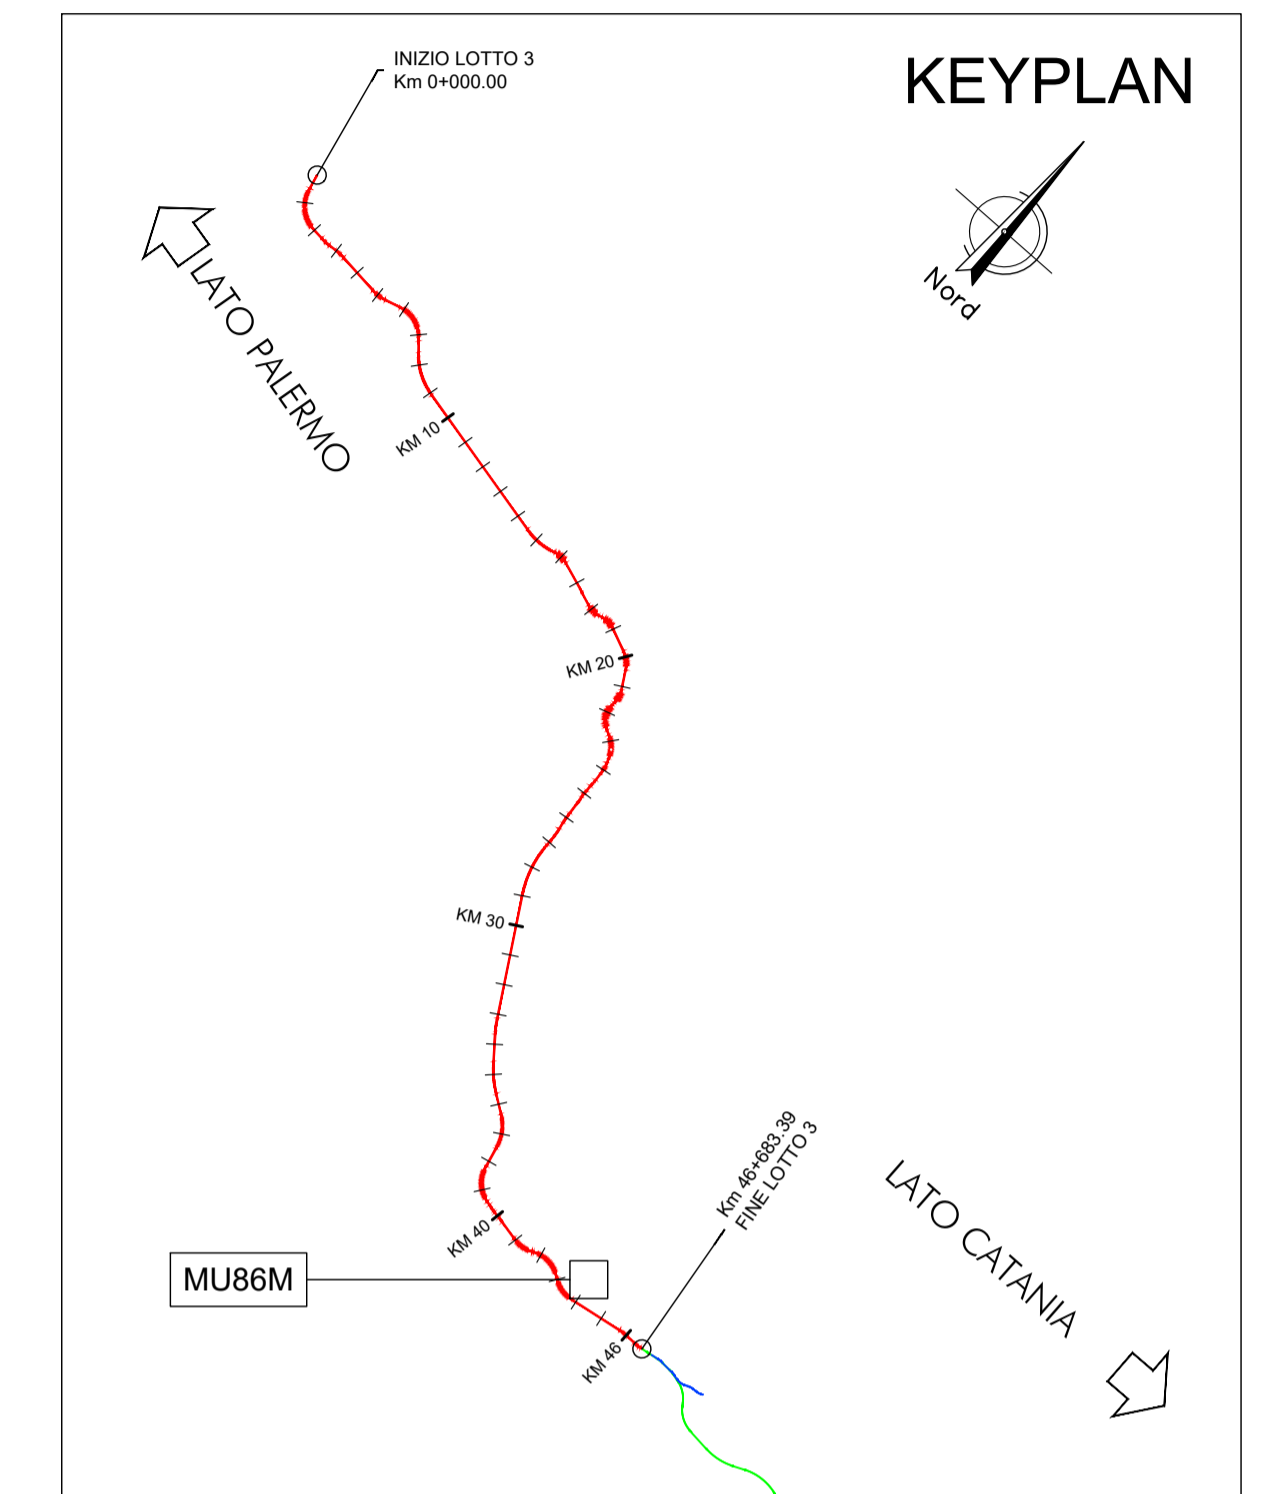 INIZIO LOTTO 3
Km 0+000.00
KEYPLAN
Nord
LATO PALERMO
KM 10
KM 20
KM 30
Km 46+683.39
FINE LOTTO 3
LATO CATANIA
KM 40
MU86M
KM 46